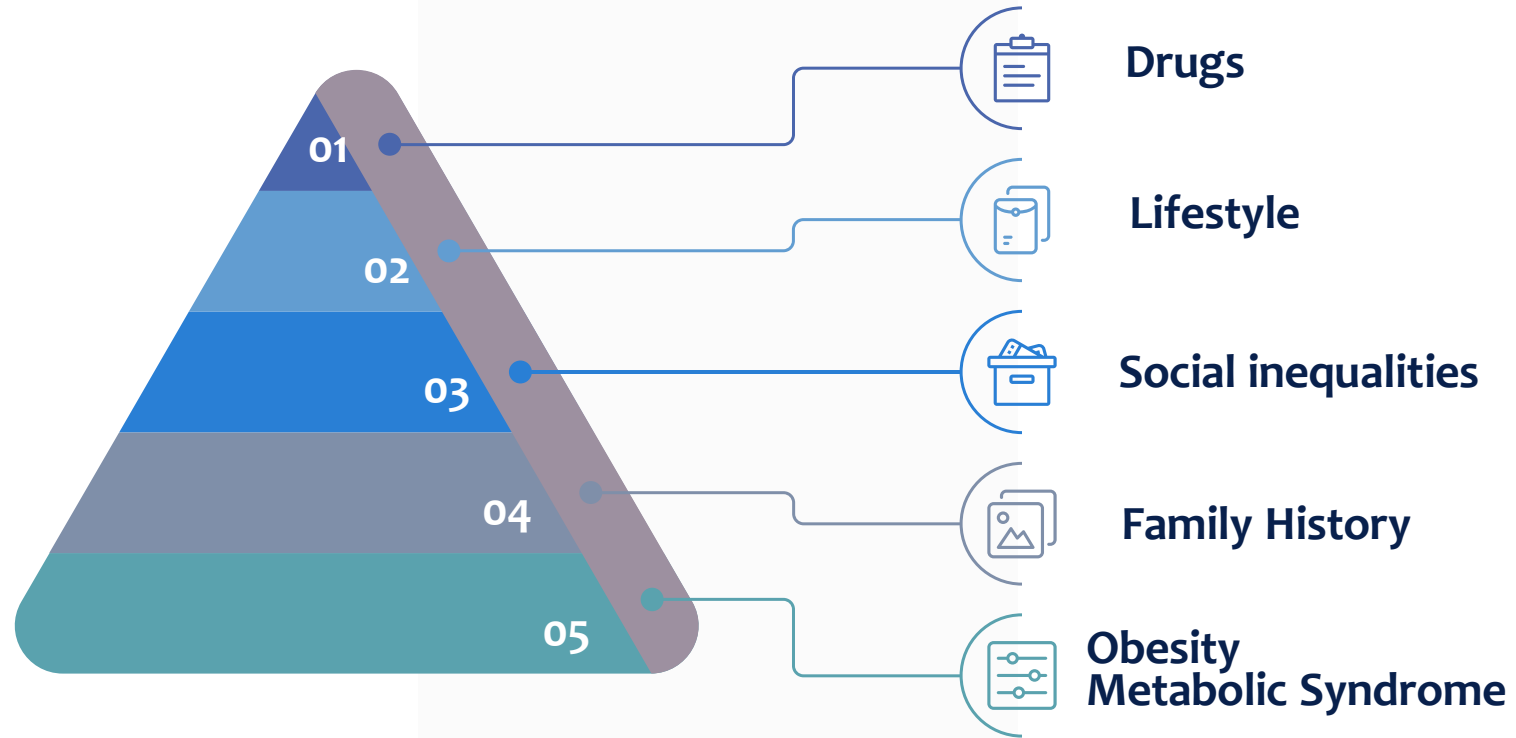 01
Drugs
02
Lifestyle
03
Social inequalities
04
Family History
05
Obesity
Metabolic Syndrome